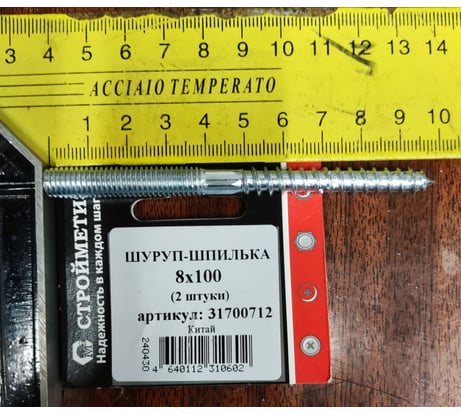 3 4 5 6 7 8 9 10 11 12 13 14
ACCIAIO TEMPERATO
1 2 3 4 5 6 7 8 9 10
СТРОЙМЕТИ
Надежность в каждом шаг
ШУРУП-ШПИЛЬКА
8x100
(2 штуки)
артикул: 31700712
Китай
240430
4 640112 310602